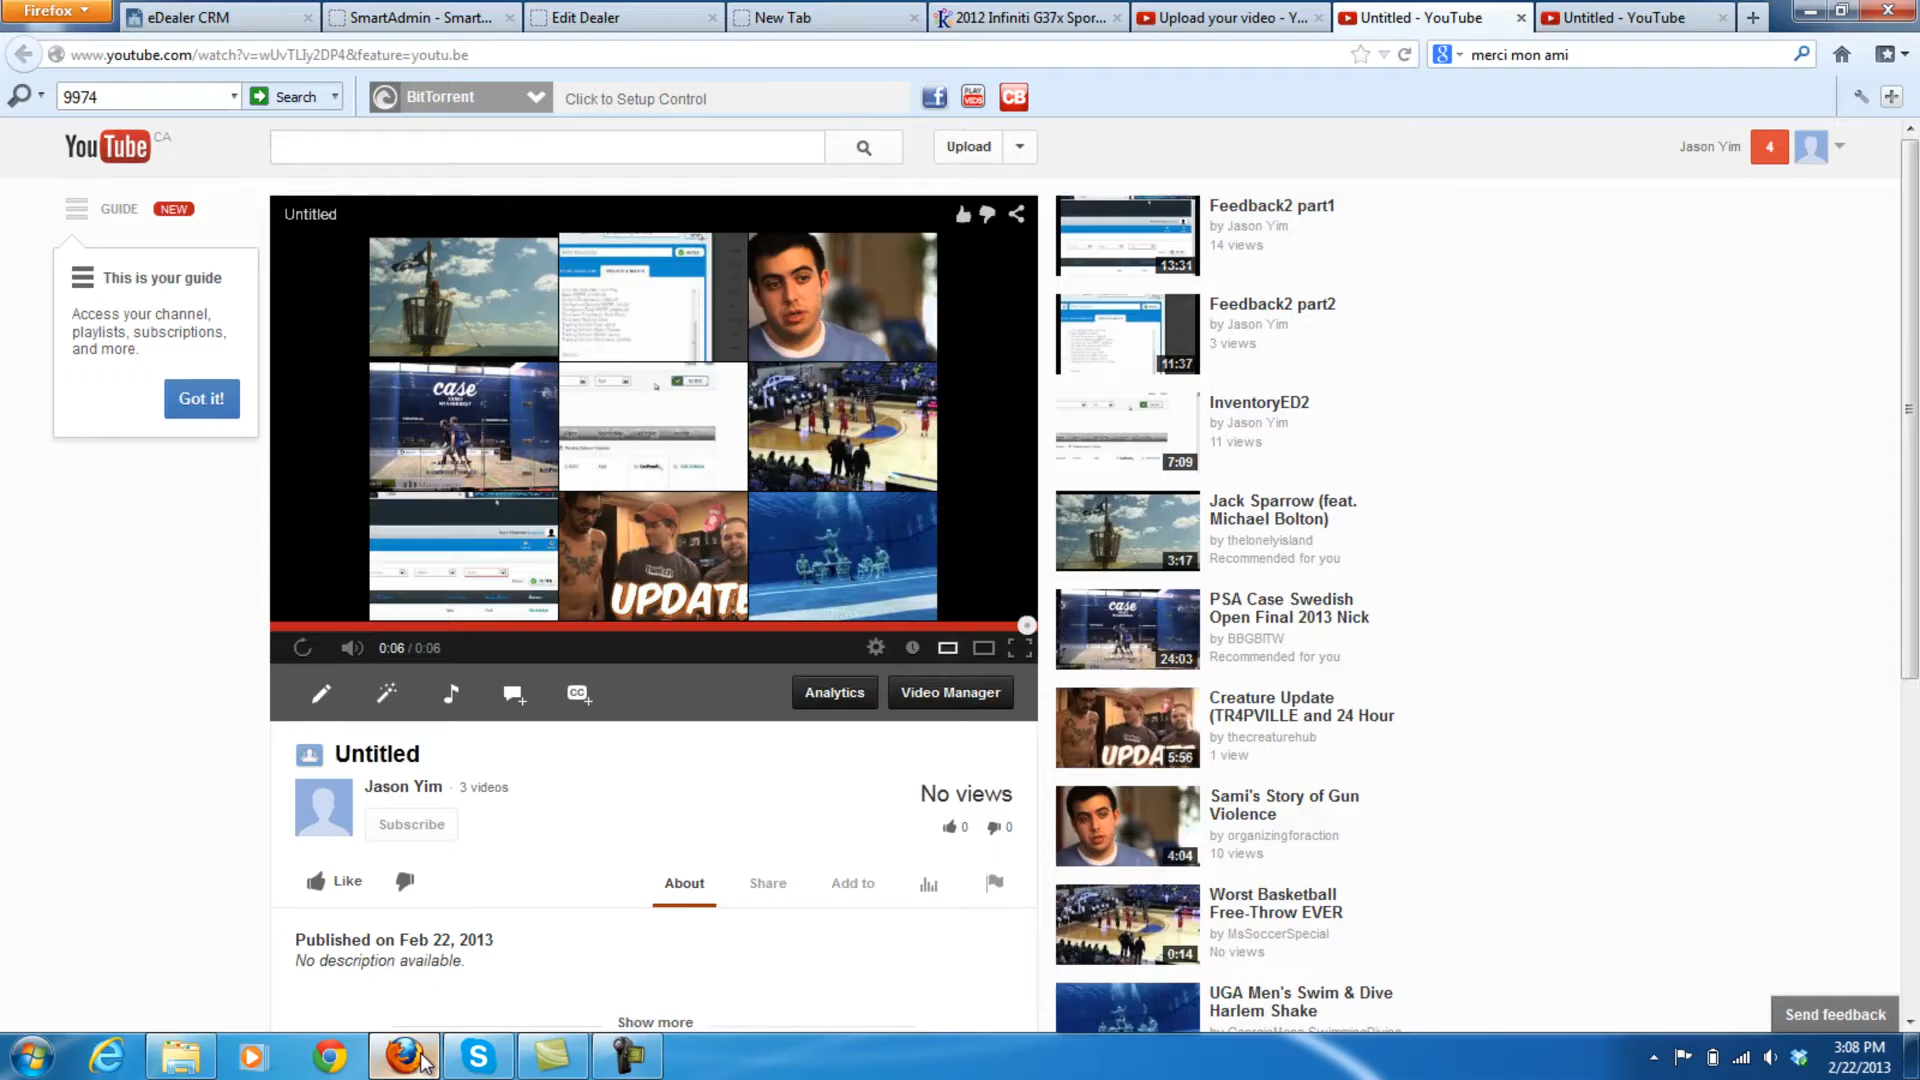 Firefox
eDealer CRM
SmartAdmin - Smart...
Edit Dealer
New Tab
2012 Infiniti G37x Spor...
Upload your video - Y...
Untitled - YouTube
Untitled - YouTube
www.youtube.com/watch?v=wUvTLIy2DP4&feature=youtu.be
merci mon ami
9974
Search
BitTorrent
Click to Setup Control
PLAY VIDS
CB
YouTube CA
Upload
Jason Yim
4
GUIDE
NEW
This is your guide
Access your channel,
playlists, subscriptions,
and more.
Got it!
Untitled
case
UPDATE
0:06 / 0:06
CC
Analytics
Video Manager
Untitled
Jason Yim · 3 videos
Subscribe
No views
0
0
Like
About
Share
Add to
Published on Feb 22, 2013
No description available.
Show more
Feedback2 part1
by Jason Yim
14 views
13:31
Feedback2 part2
by Jason Yim
3 views
11:37
InventoryED2
by Jason Yim
11 views
7:09
Jack Sparrow (feat.
Michael Bolton)
by thelonelyisland
Recommended for you
3:17
PSA Case Swedish
Open Final 2013 Nick
by BBGBITW
Recommended for you
case
24:03
Creature Update
(TR4PVILLE and 24 Hour
by thecreaturehub
1 view
UPDA
5:56
Sami's Story of Gun
Violence
by organizingforaction
10 views
4:04
Worst Basketball
Free-Throw EVER
by MsSoccerSpecial
No views
0:14
UGA Men's Swim & Dive
Harlem Shake
Send feedback
3:08 PM
2/22/2013